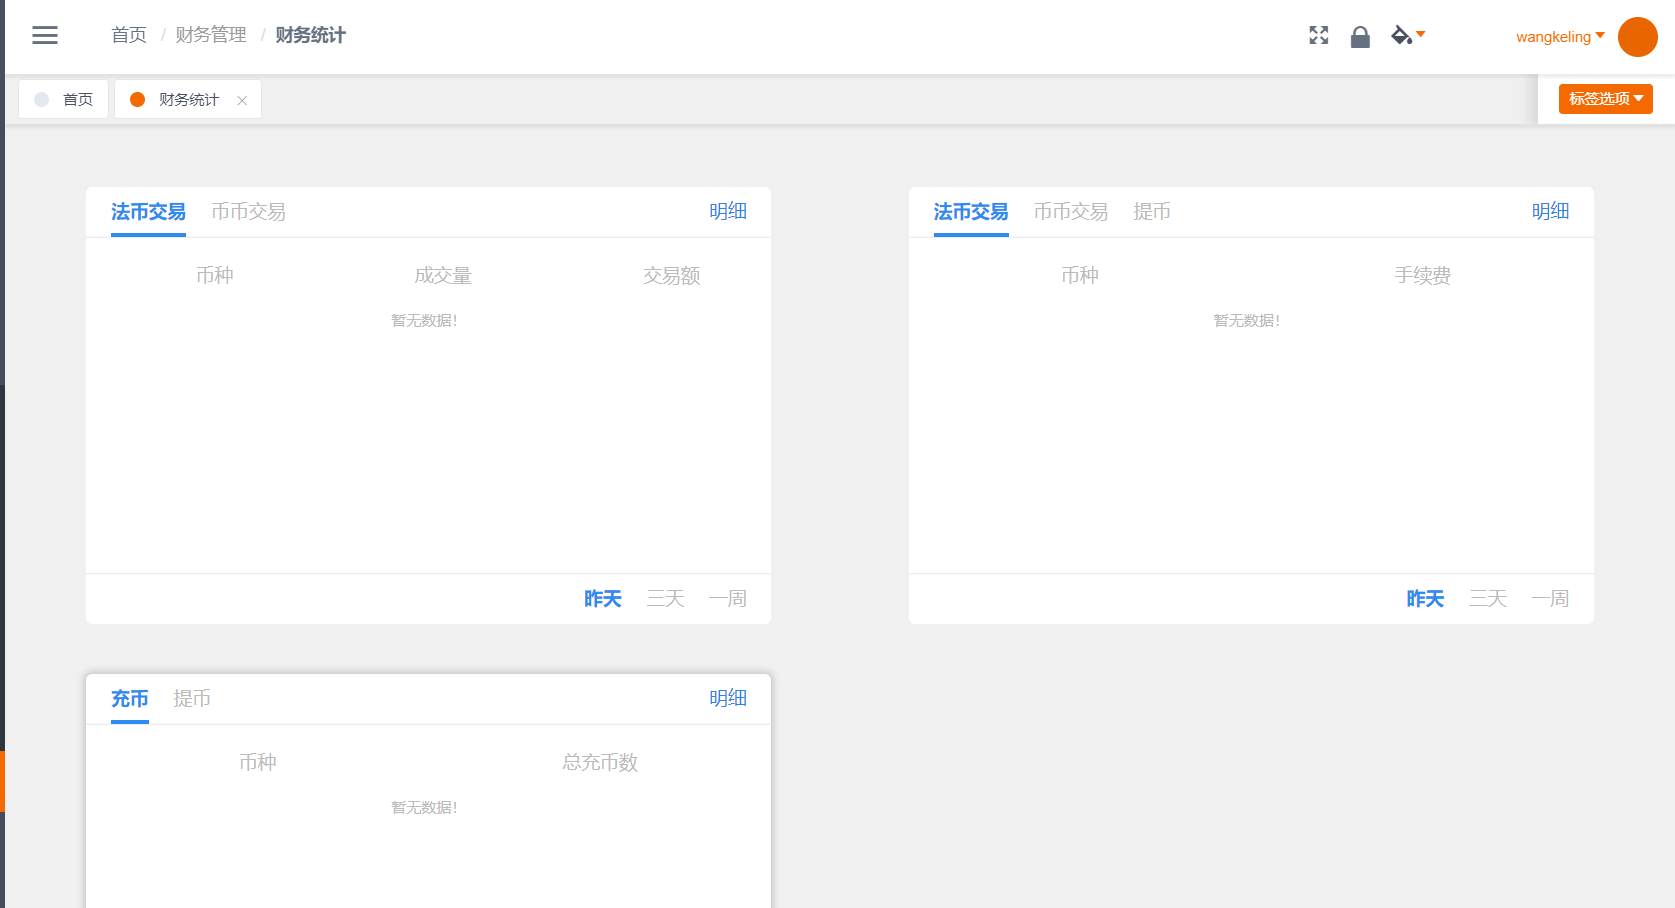 首页 / 财务管理 / 财务统计
wangkeling
首页
财务统计
标签选项
法币交易 币币交易 明细
币种 成交量 交易额
暂无数据！
昨天 三天 一周
法币交易 币币交易 提币 明细
币种 手续费
暂无数据！
昨天 三天 一周
充币 提币 明细
币种 总充币数
暂无数据！